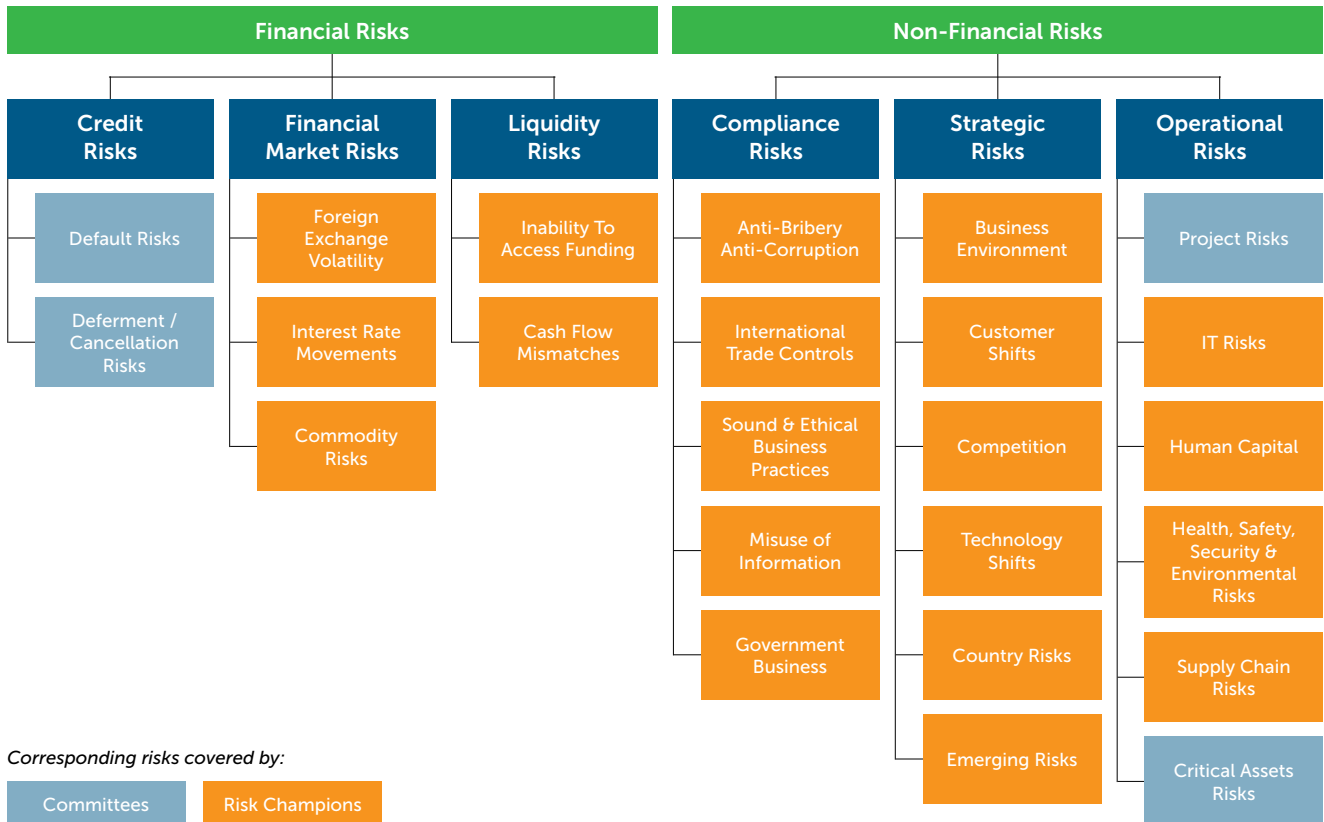 Financial Risks
Non-Financial Risks
Credit
Risks
Financial
Market Risks
Liquidity
Risks
Compliance
Risks
Strategic
Risks
Operational
Risks
Default Risks
Deferment /
Cancellation
Risks
Foreign
Exchange
Volatility
Interest Rate
Movements
Commodity
Risks
Inability To
Access Funding
Cash Flow
Mismatches
Anti-Bribery
Anti-Corruption
International
Trade Controls
Sound & Ethical
Business
Practices
Misuse of
Information
Government
Business
Business
Environment
Customer
Shifts
Competition
Technology
Shifts
Country Risks
Emerging Risks
Project Risks
IT Risks
Human Capital
Health, Safety,
Security &
Environmental
Risks
Supply Chain
Risks
Critical Assets
Risks
Corresponding risks covered by:
Committees
Risk Champions